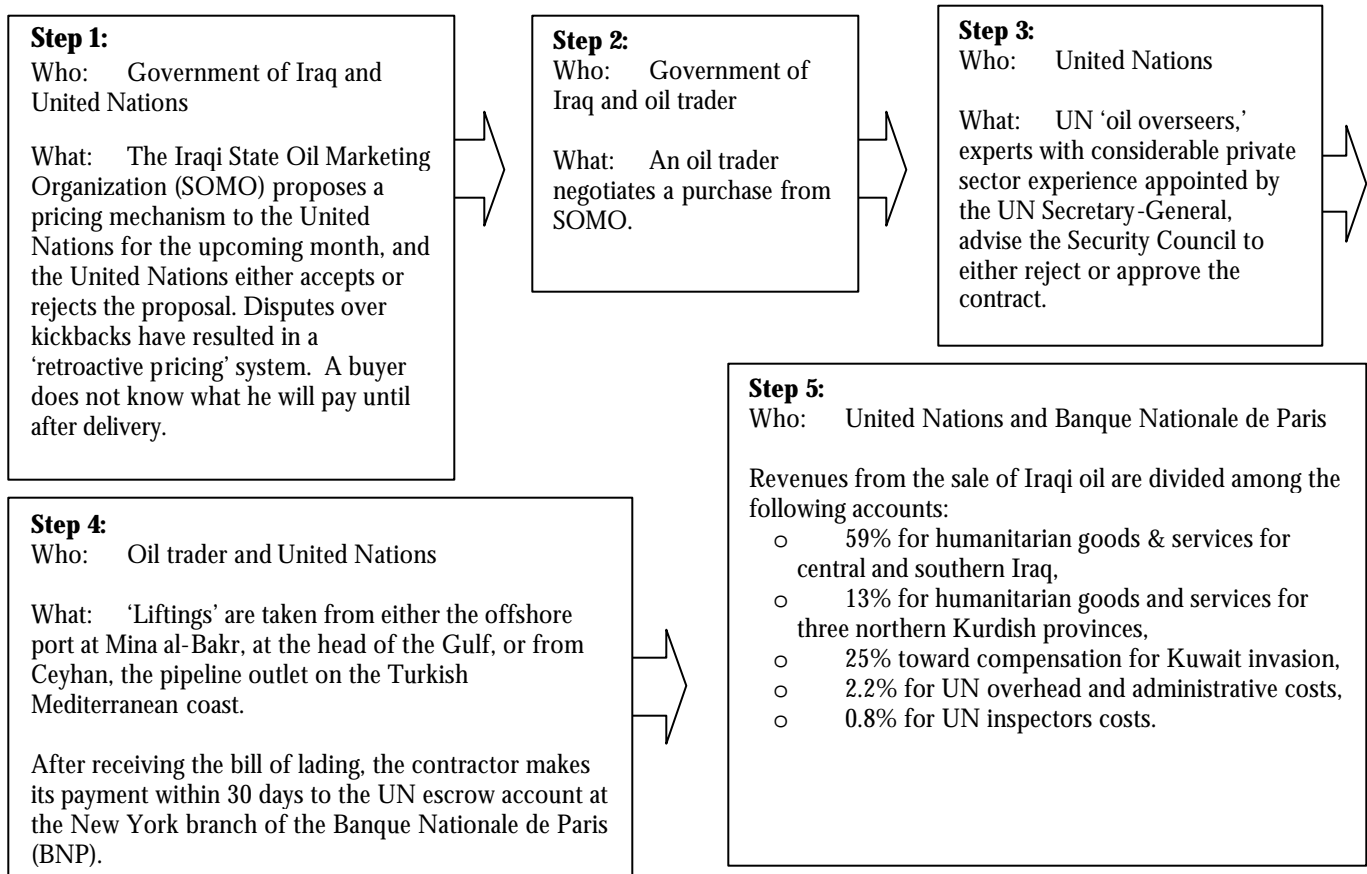 Step 1:
Who: Government of Iraq and
United Nations
What: The Iraqi State Oil Marketing
Organization (SOMO) proposes a
pricing mechanism to the United
Nations for the upcoming month, and
the United Nations either accepts or
rejects the proposal. Disputes over
kickbacks have resulted in a
‘retroactive pricing’ system. A buyer
does not know what he will pay until
after delivery.
Step 2:
Who: Government of
Iraq and oil trader
What: An oil trader
negotiates a purchase from
SOMO.
Step 3:
Who: United Nations
What: UN ‘oil overseers,’
experts with considerable private
sector experience appointed by
the UN Secretary-General,
advise the Security Council to
either reject or approve the
contract.
Step 4:
Who: Oil trader and United Nations
What: ‘Liftings’ are taken from either the offshore
port at Mina al-Bakr, at the head of the Gulf, or from
Ceyhan, the pipeline outlet on the Turkish
Mediterranean coast.
After receiving the bill of lading, the contractor makes
its payment within 30 days to the UN escrow account at
the New York branch of the Banque Nationale de Paris
(BNP).
Step 5:
Who: United Nations and Banque Nationale de Paris
Revenues from the sale of Iraqi oil are divided among the
following accounts:
o 59% for humanitarian goods & services for
central and southern Iraq,
o 13% for humanitarian goods and services for
three northern Kurdish provinces,
o 25% toward compensation for Kuwait invasion,
o 2.2% for UN overhead and administrative costs,
o 0.8% for UN inspectors costs.